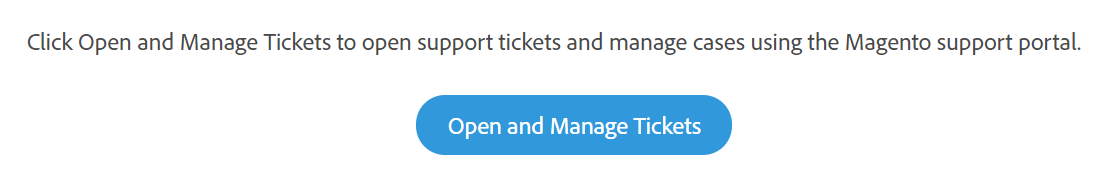 Click Open and Manage Tickets to open support tickets and manage cases using the Magento support portal.
Open and Manage Tickets